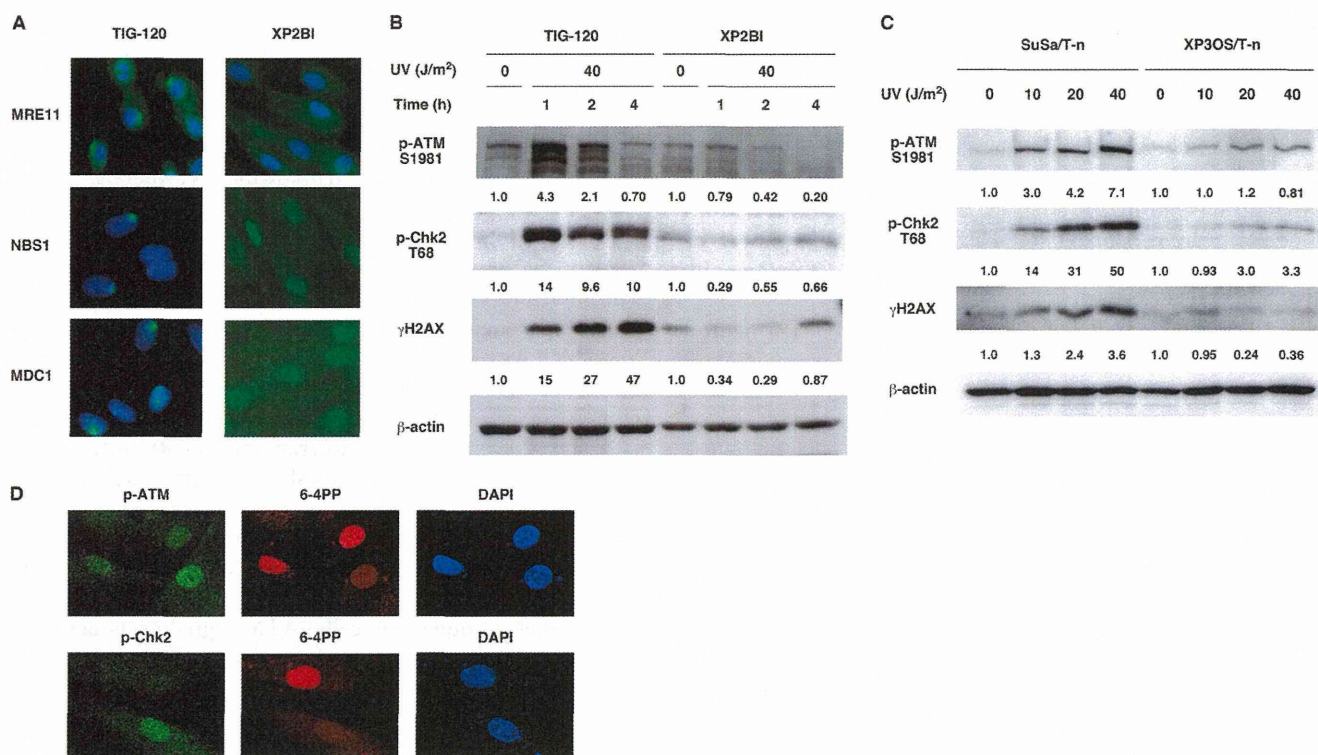 A
TIG-120 XP2BI
MRE11
NBS1
MDC1
B
TIG-120 XP2BI
UV (J/m²) 0 40 0 40
Time (h) 1 2 4 1 2 4
p-ATM
S1981
1.0 4.3 2.1 0.70 1.0 0.79 0.42 0.20
p-Chk2
T68
1.0 14 9.6 10 1.0 0.29 0.55 0.66
γH2AX
1.0 15 27 47 1.0 0.34 0.29 0.87
β-actin
C
SuSa/T-n XP3OS/T-n
UV (J/m²) 0 10 20 40 0 10 20 40
p-ATM
S1981
1.0 3.0 4.2 7.1 1.0 1.0 1.2 0.81
p-Chk2
T68
1.0 14 31 50 1.0 0.93 3.0 3.3
γH2AX
1.0 1.3 2.4 3.6 1.0 0.95 0.24 0.36
β-actin
D
p-ATM 6-4PP DAPI
p-Chk2 6-4PP DAPI